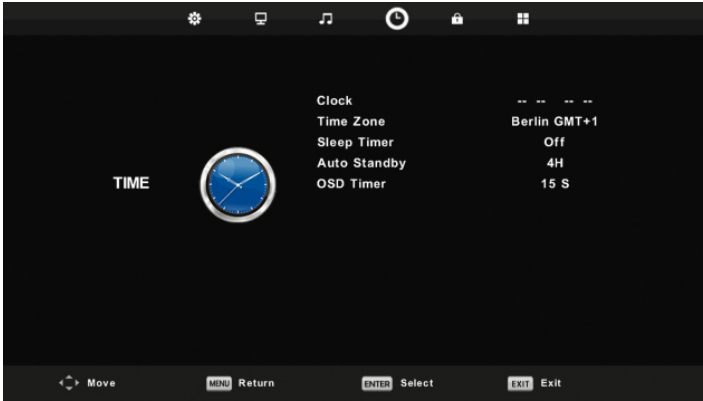 Clock -- -- -- --
Time Zone Berlin GMT+1
Sleep Timer Off
Auto Standby 4H
TIME
OSD Timer 15 S
Move MENU Return ENTER Select EXIT Exit